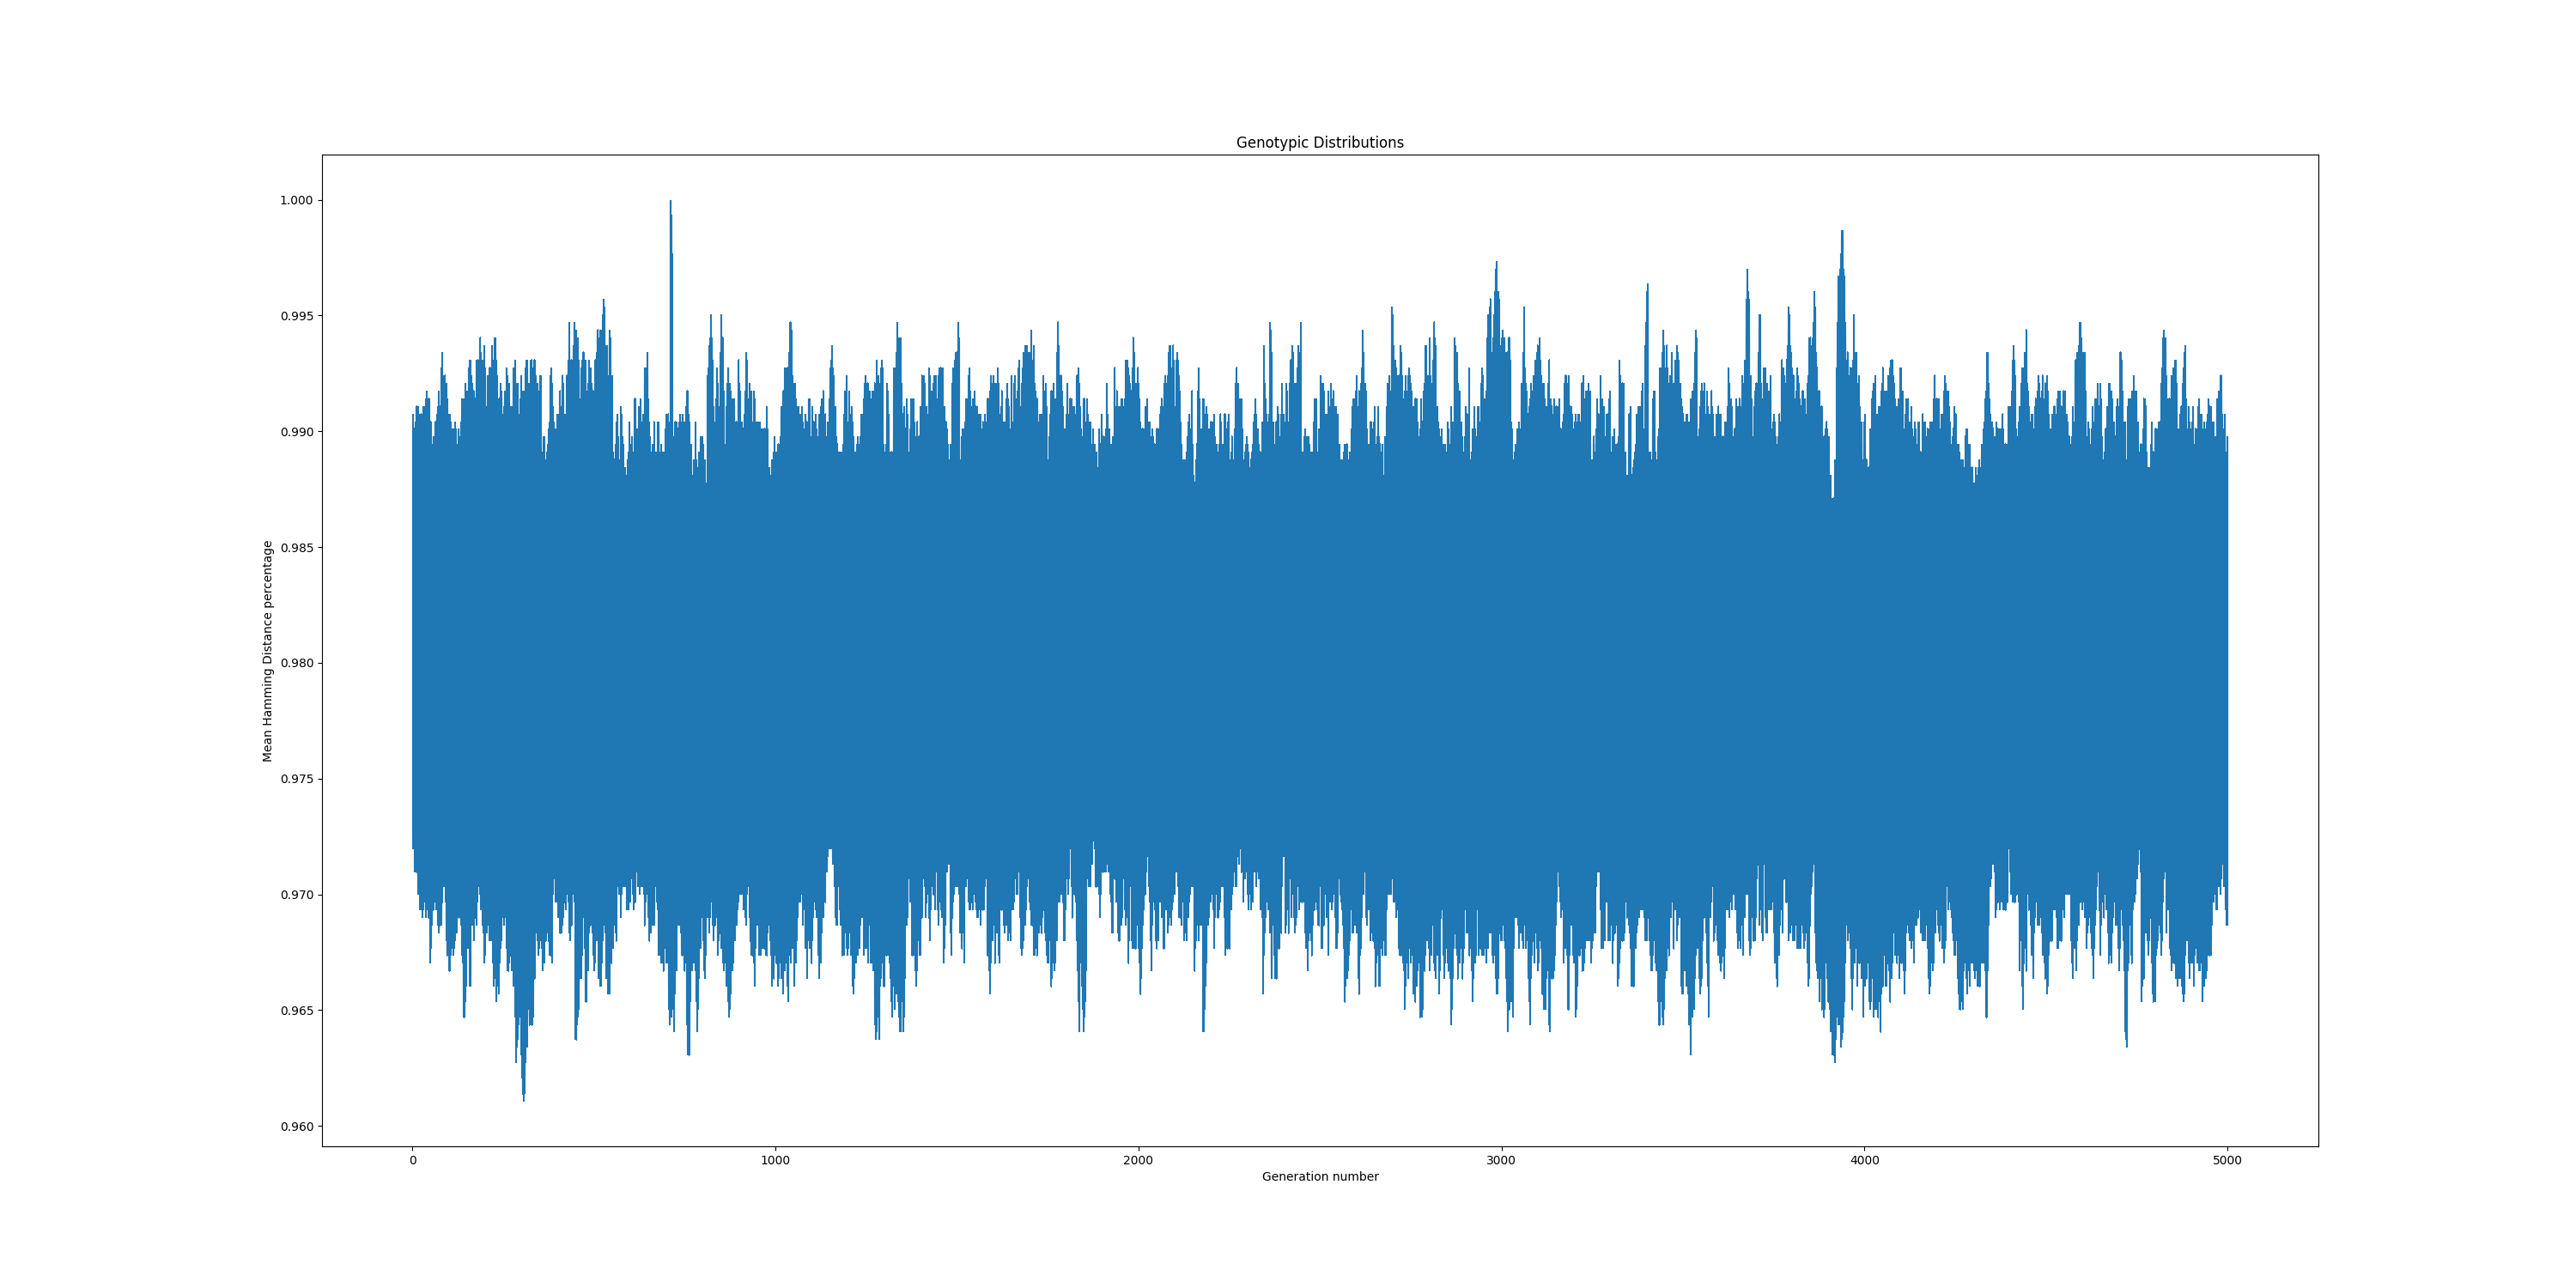 Genotypic Distributions
Mean Hamming Distance percentage
1.000
0.995
0.990
0.985
0.980
0.975
0.970
0.965
0.960
0 1000 2000 3000 4000 5000
Generation number